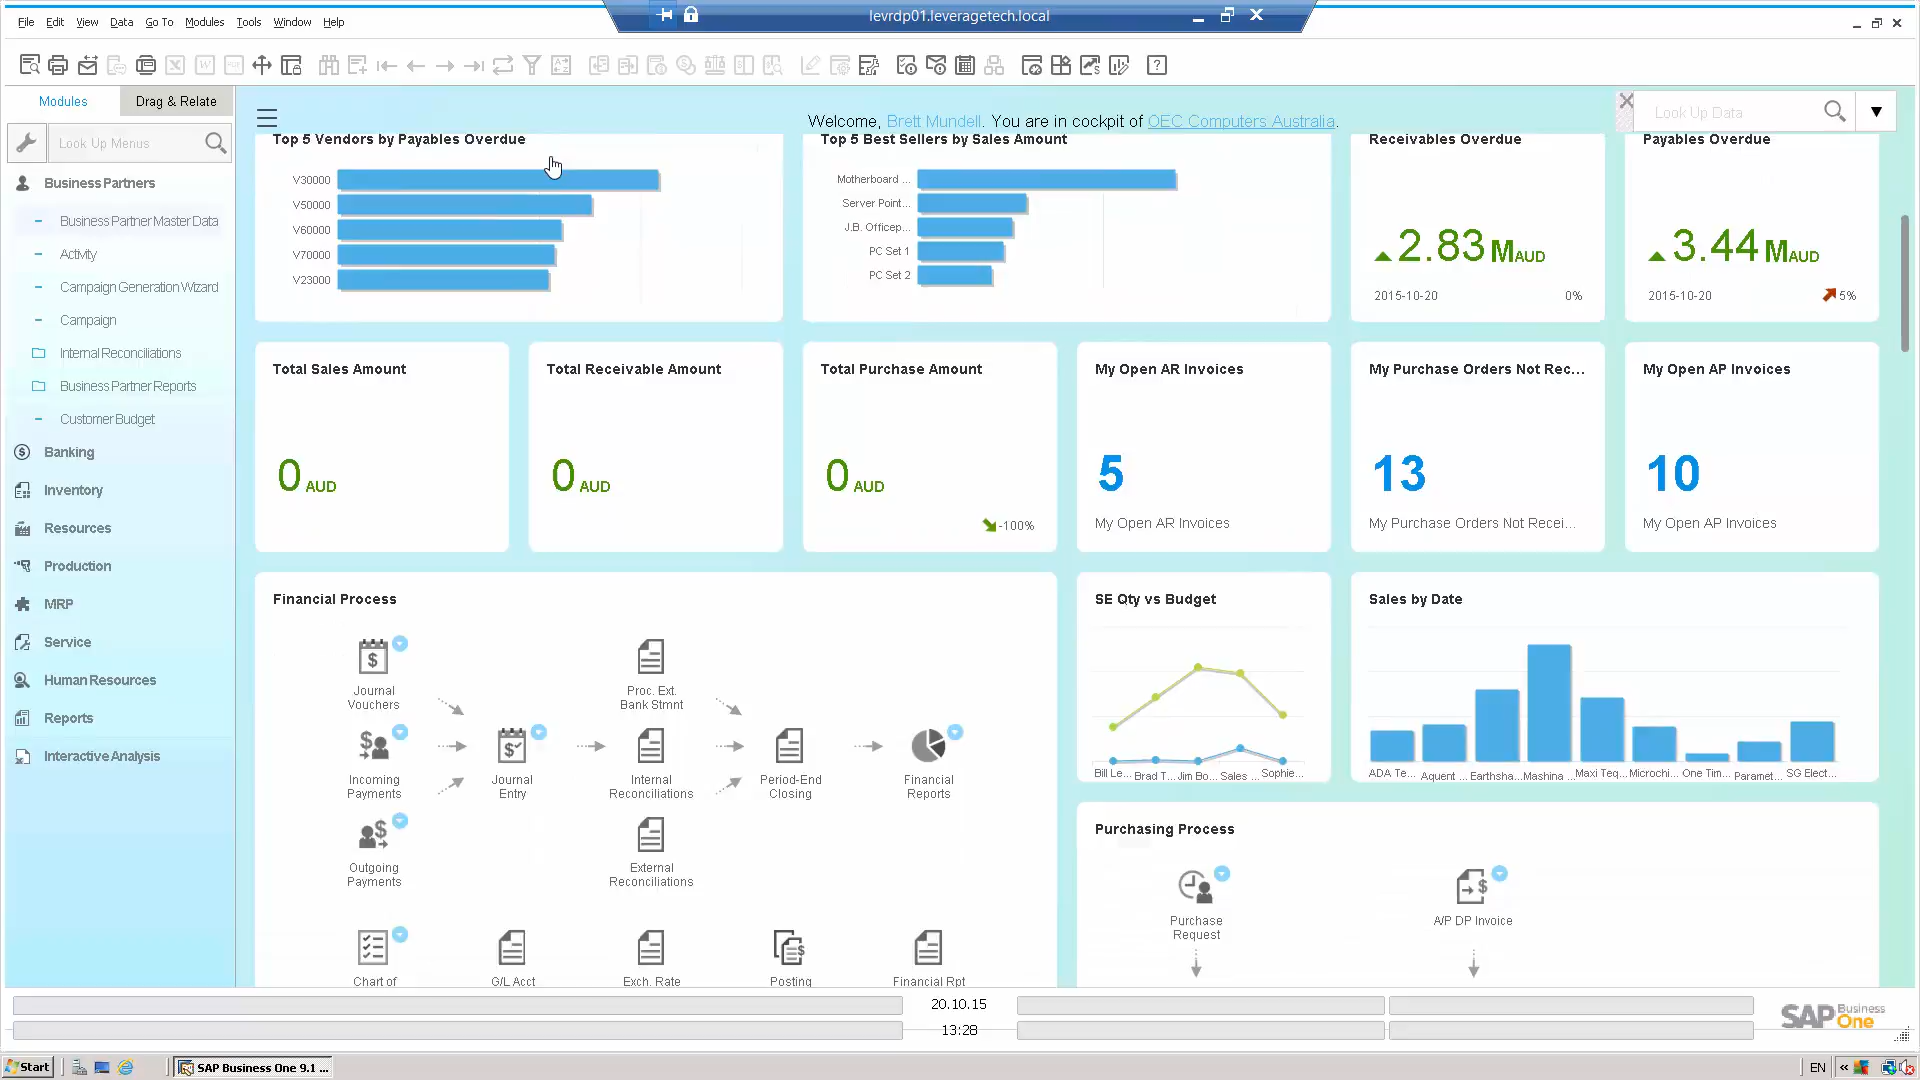 levrdp01.leveragetech.local
File Edit View Data Go To Modules Tools Window Help
Modules
Drag & Relate
Look Up Menus
Business Partners
Business Partner Master Data
Activity
Campaign Generation Wizard
Campaign
Internal Reconciliations
Business Partner Reports
Customer Budget
Banking
Inventory
Resources
Production
MRP
Service
Human Resources
Reports
Interactive Analysis
Welcome, Brett Mundell. You are in cockpit of OEC Computers Australia.
Look Up Data
Top 5 Vendors by Payables Overdue
V30000
V50000
V60000
V70000
V23000
Top 5 Best Sellers by Sales Amount
Motherboard ...
Server Point...
J.B. Officep...
PC Set 1
PC Set 2
Receivables Overdue
2.83 M AUD
2015-10-20 0%
Payables Overdue
3.44 M AUD
2015-10-20 5%
Total Sales Amount
0 AUD
Total Receivable Amount
0 AUD
Total Purchase Amount
0 AUD
-100%
My Open AR Invoices
5
My Open AR Invoices
My Purchase Orders Not Rec...
13
My Purchase Orders Not Recei...
My Open AP Invoices
10
My Open AP Invoices
Financial Process
Journal
Vouchers
Proc. Ext.
Bank Stmnt
Incoming
Payments
Journal
Entry
Internal
Reconciliations
Period-End
Closing
Financial
Reports
Outgoing
Payments
External
Reconciliations
Chart of
G/L Acct
Exch. Rate
Posting
Financial Rpt
SE Qty vs Budget
Bill Le... Brad T... Jim Bo... Sales ... Sophie...
Sales by Date
ADA Te... Aquent ... Earthsha... Mashina ... Maxi Teq... Microchi... One Tim... Paramet... SG Elect...
Purchasing Process
Purchase
Request
A/P DP Invoice
20.10.15
13:28
SAP Business One
Start
SAP Business One 9.1 ...
EN